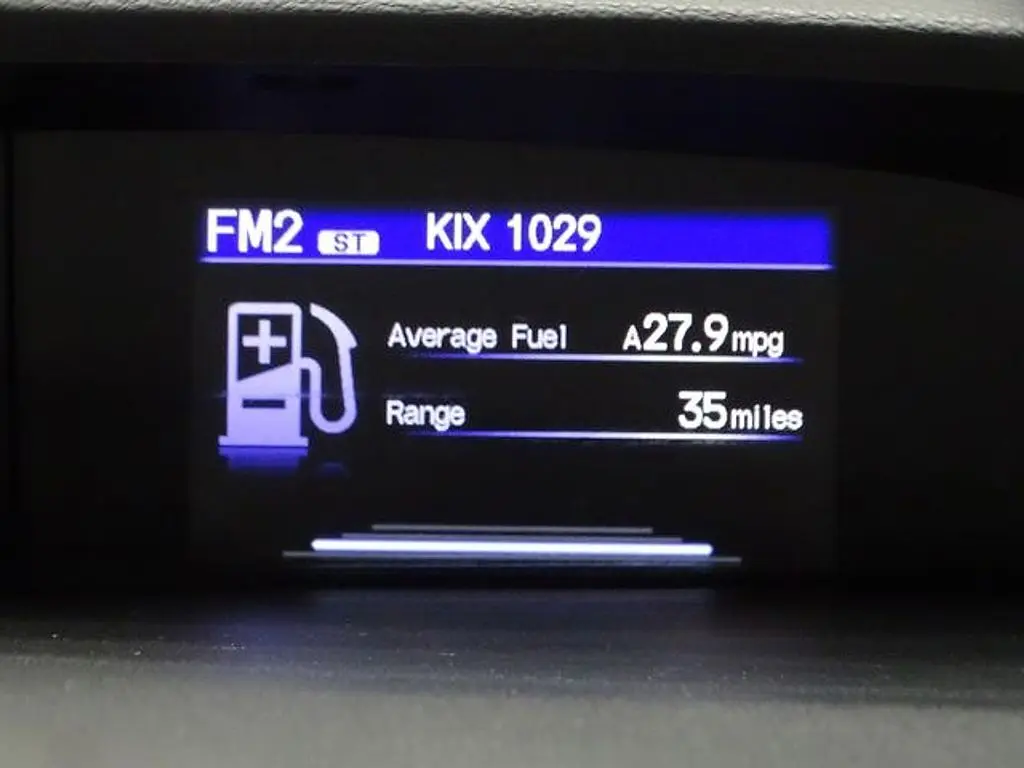 FM2 ST KIX 1029
Average Fuel A27.9mpg
Range 35miles